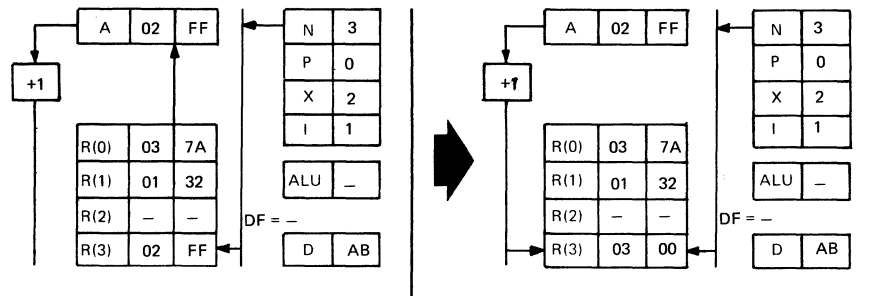 A 02 FF
N 3
+1
P 0
X 2
I 1
R(0) 03 7A
R(1) 01 32
ALU –
R(2) – –
DF = –
R(3) 02 FF
D AB
A 02 FF
N 3
+1
P 0
X 2
I 1
R(0) 03 7A
R(1) 01 32
ALU –
R(2) – –
DF = –
R(3) 03 00
D AB